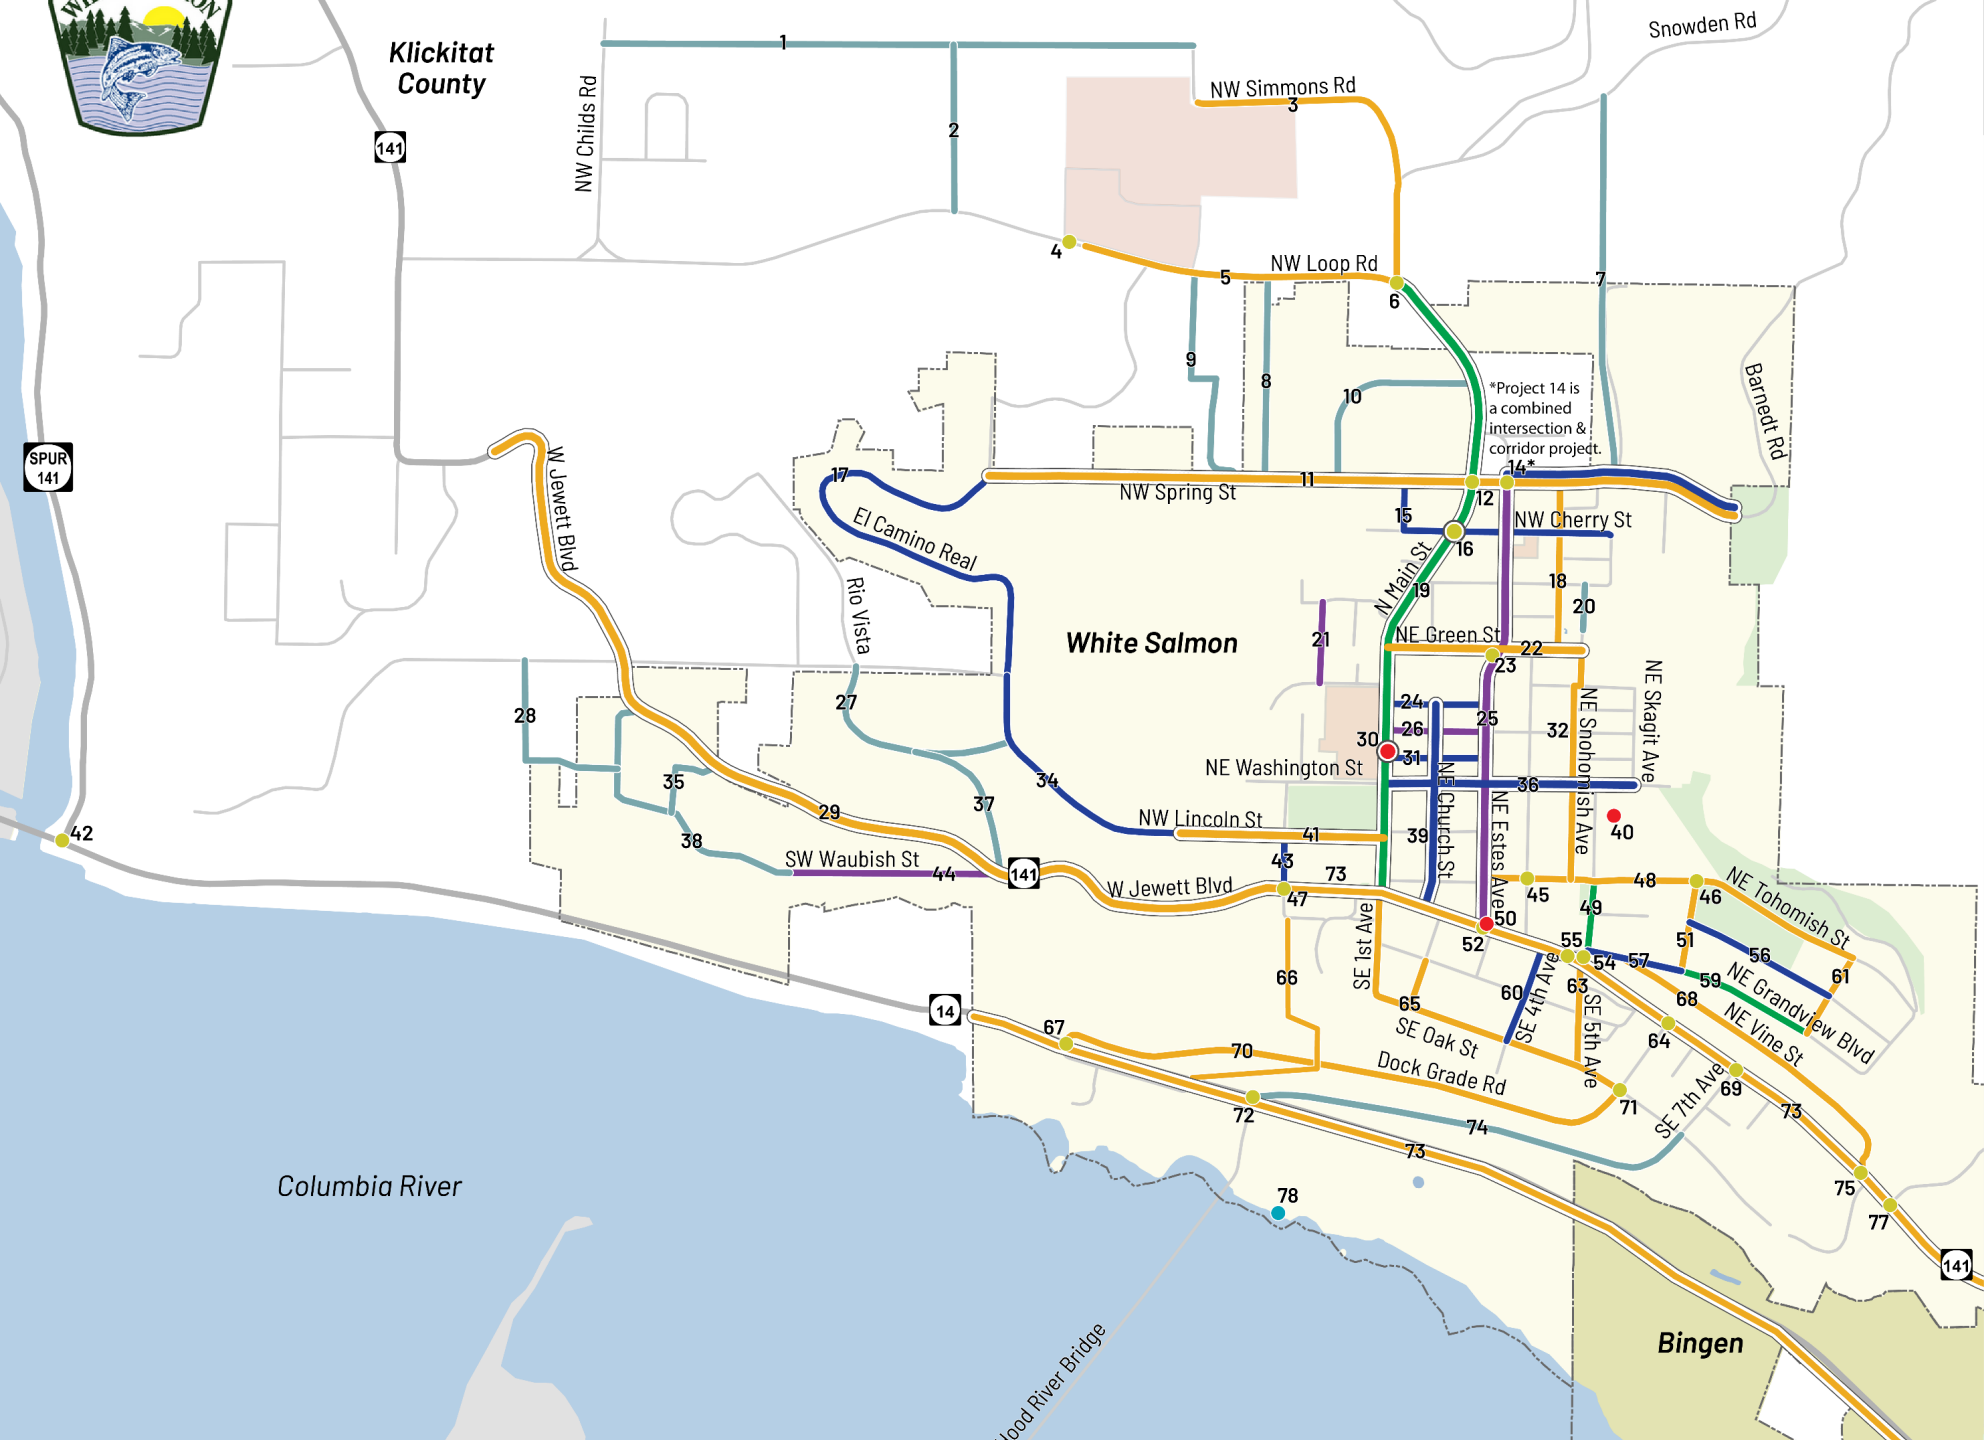 Klickitat
County
Snowden Rd
1
NW Simmons Rd
3
NW Childs Rd
2
141
4
5
NW Loop Rd
6
7
9
8
10
*Project 14 is
a combined
intersection &
corridor project.
Barnedt Rd
SPUR
141
W Jewett Blvd
17
El Camino Real
NW Spring St
11
14*
12
15
NW Cherry St
16
N Main St
19
18
20
Rio Vista
White Salmon
21
NE Green St
22
23
NE Skagit Ave
28
27
24
25
26
NE Snohomish Ave
32
30
31
NE Washington St
36
35
34
29
37
NW Lincoln St
41
NE Church St
39
NE Estes Ave
40
42
38
SW Waubish St
44
141
43
73
W Jewett Blvd
47
45
48
46
NE Tohomish St
49
50
52
SE 1st Ave
55
54
57
51
56
59
61
66
60
SE 4th Ave
63
65
SE Oak St
SE 5th Ave
68
NE Grandview Blvd
NE Vine St
64
14
67
70
Dock Grade Rd
71
69
SE 7th Ave
73
72
74
73
75
77
Columbia River
78
141
Bingen
Hood River Bridge